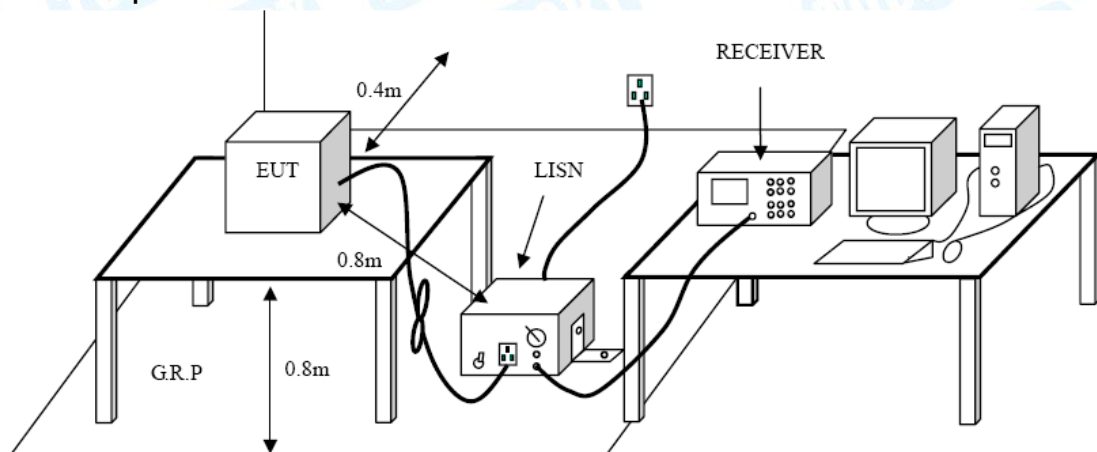 RECEIVER
0.4m
EUT
LISN
0.8m
G.R.P
0.8m